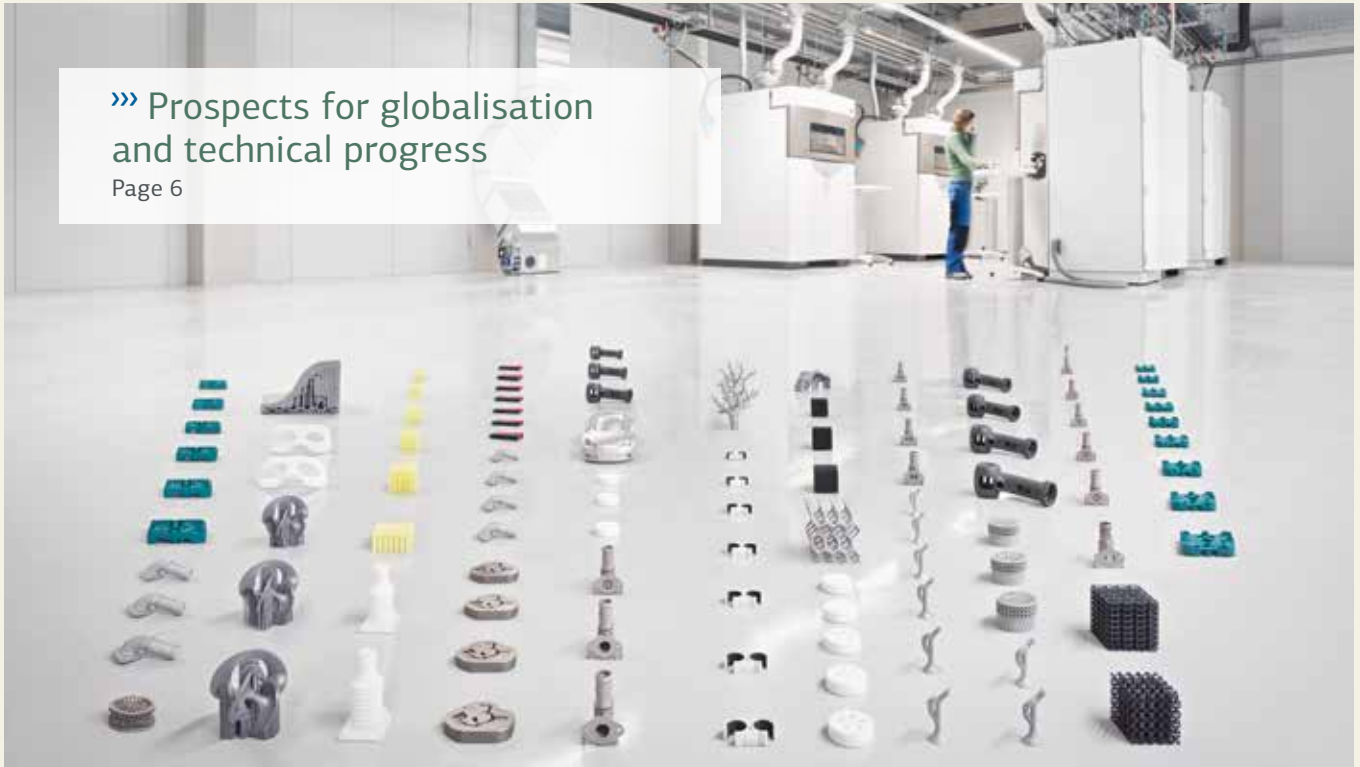 ››› Prospects for globalisation
and technical progress
Page 6